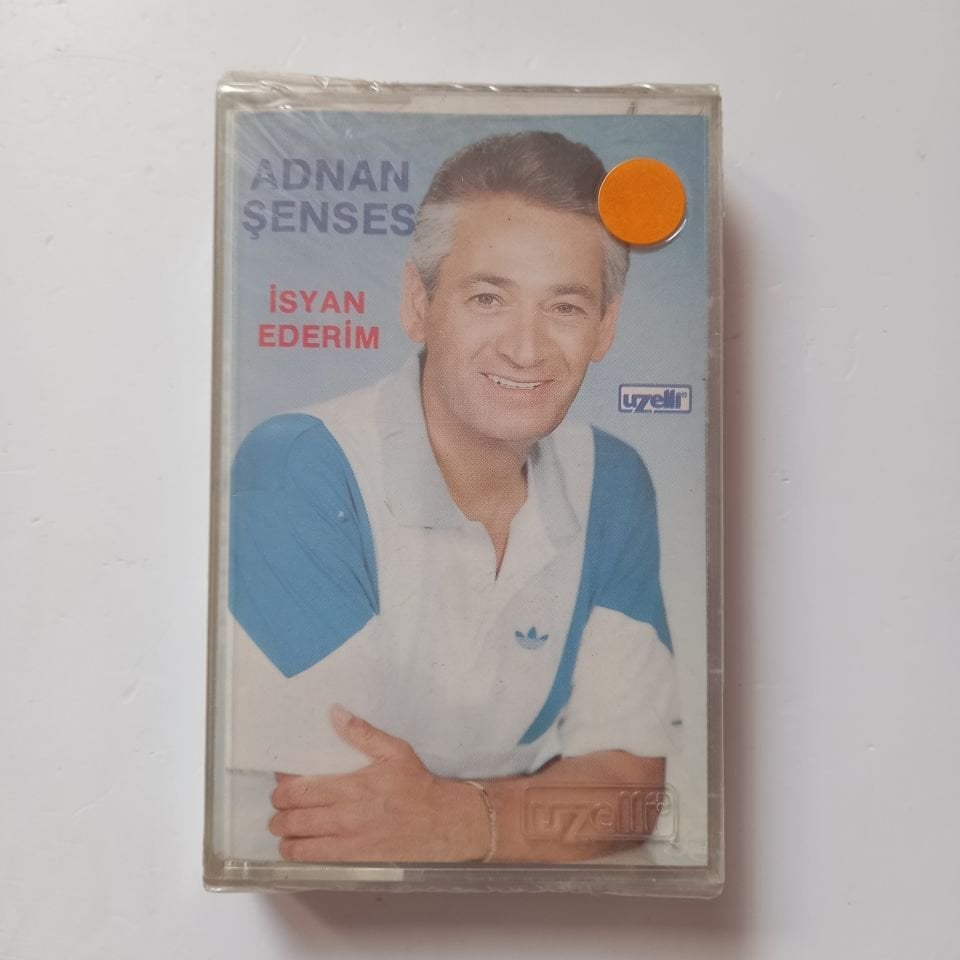 ADNAN
ŞENSES
İSYAN
EDERİM
uzelli
uzelli